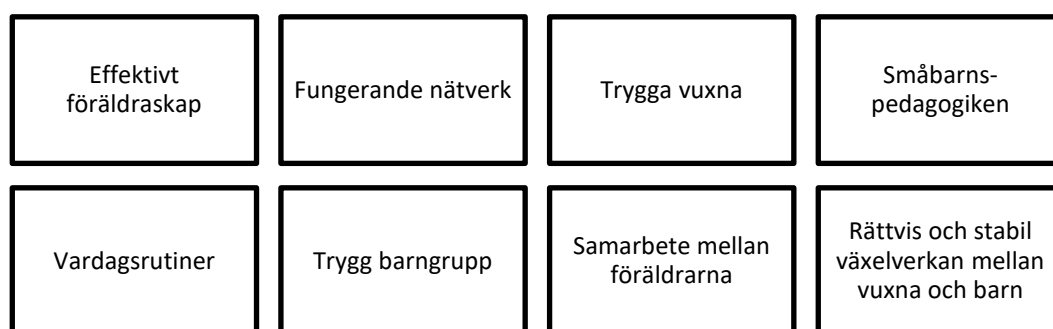 Effektivt
föräldraskap
Fungerande nätverk
Trygga vuxna
Småbarns-
pedagogiken
Vardagsrutiner
Trygg barngrupp
Samarbete mellan
föräldrarna
Rättvis och stabil
växelverkan mellan
vuxna och barn